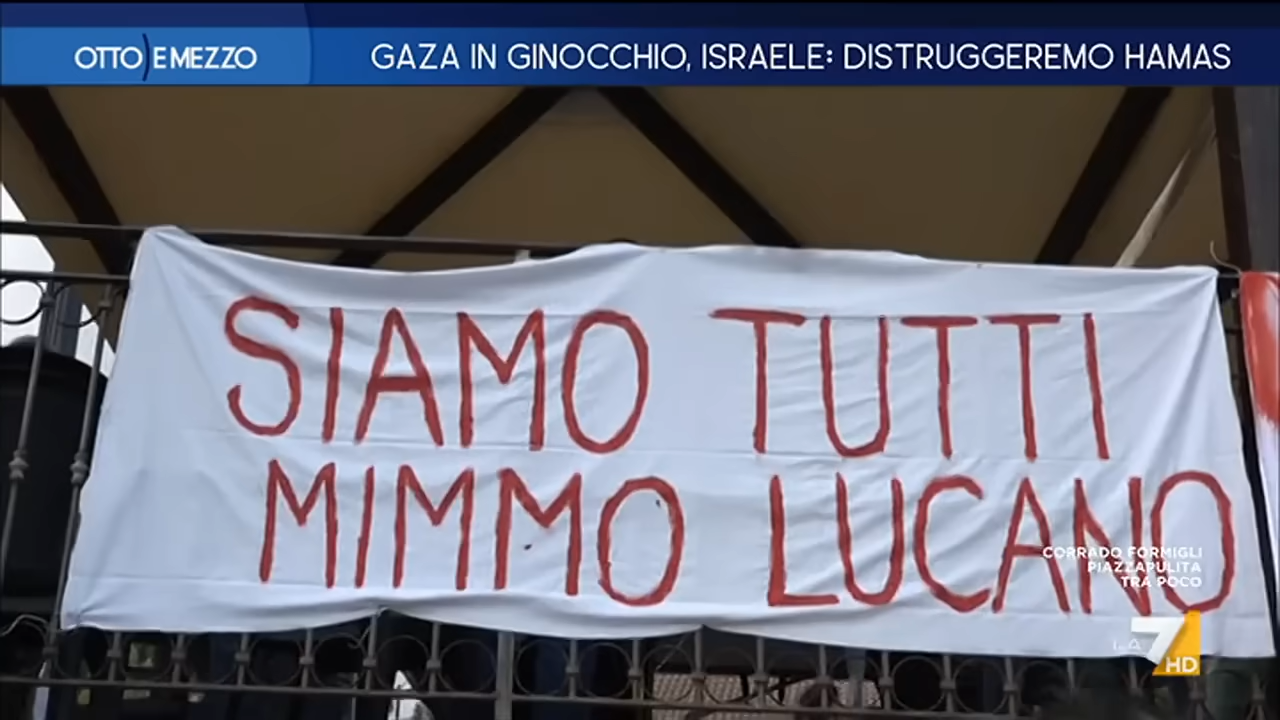 OTTO E MEZZO
GAZA IN GINOCCHIO, ISRAELE: DISTRUGGEREMO HAMAS
SIAMO TUTTI
MIMMO LUCANO
CORRADO FORMIGLI
PIAZZAPULITA
TRA POCO
LA 7
HD